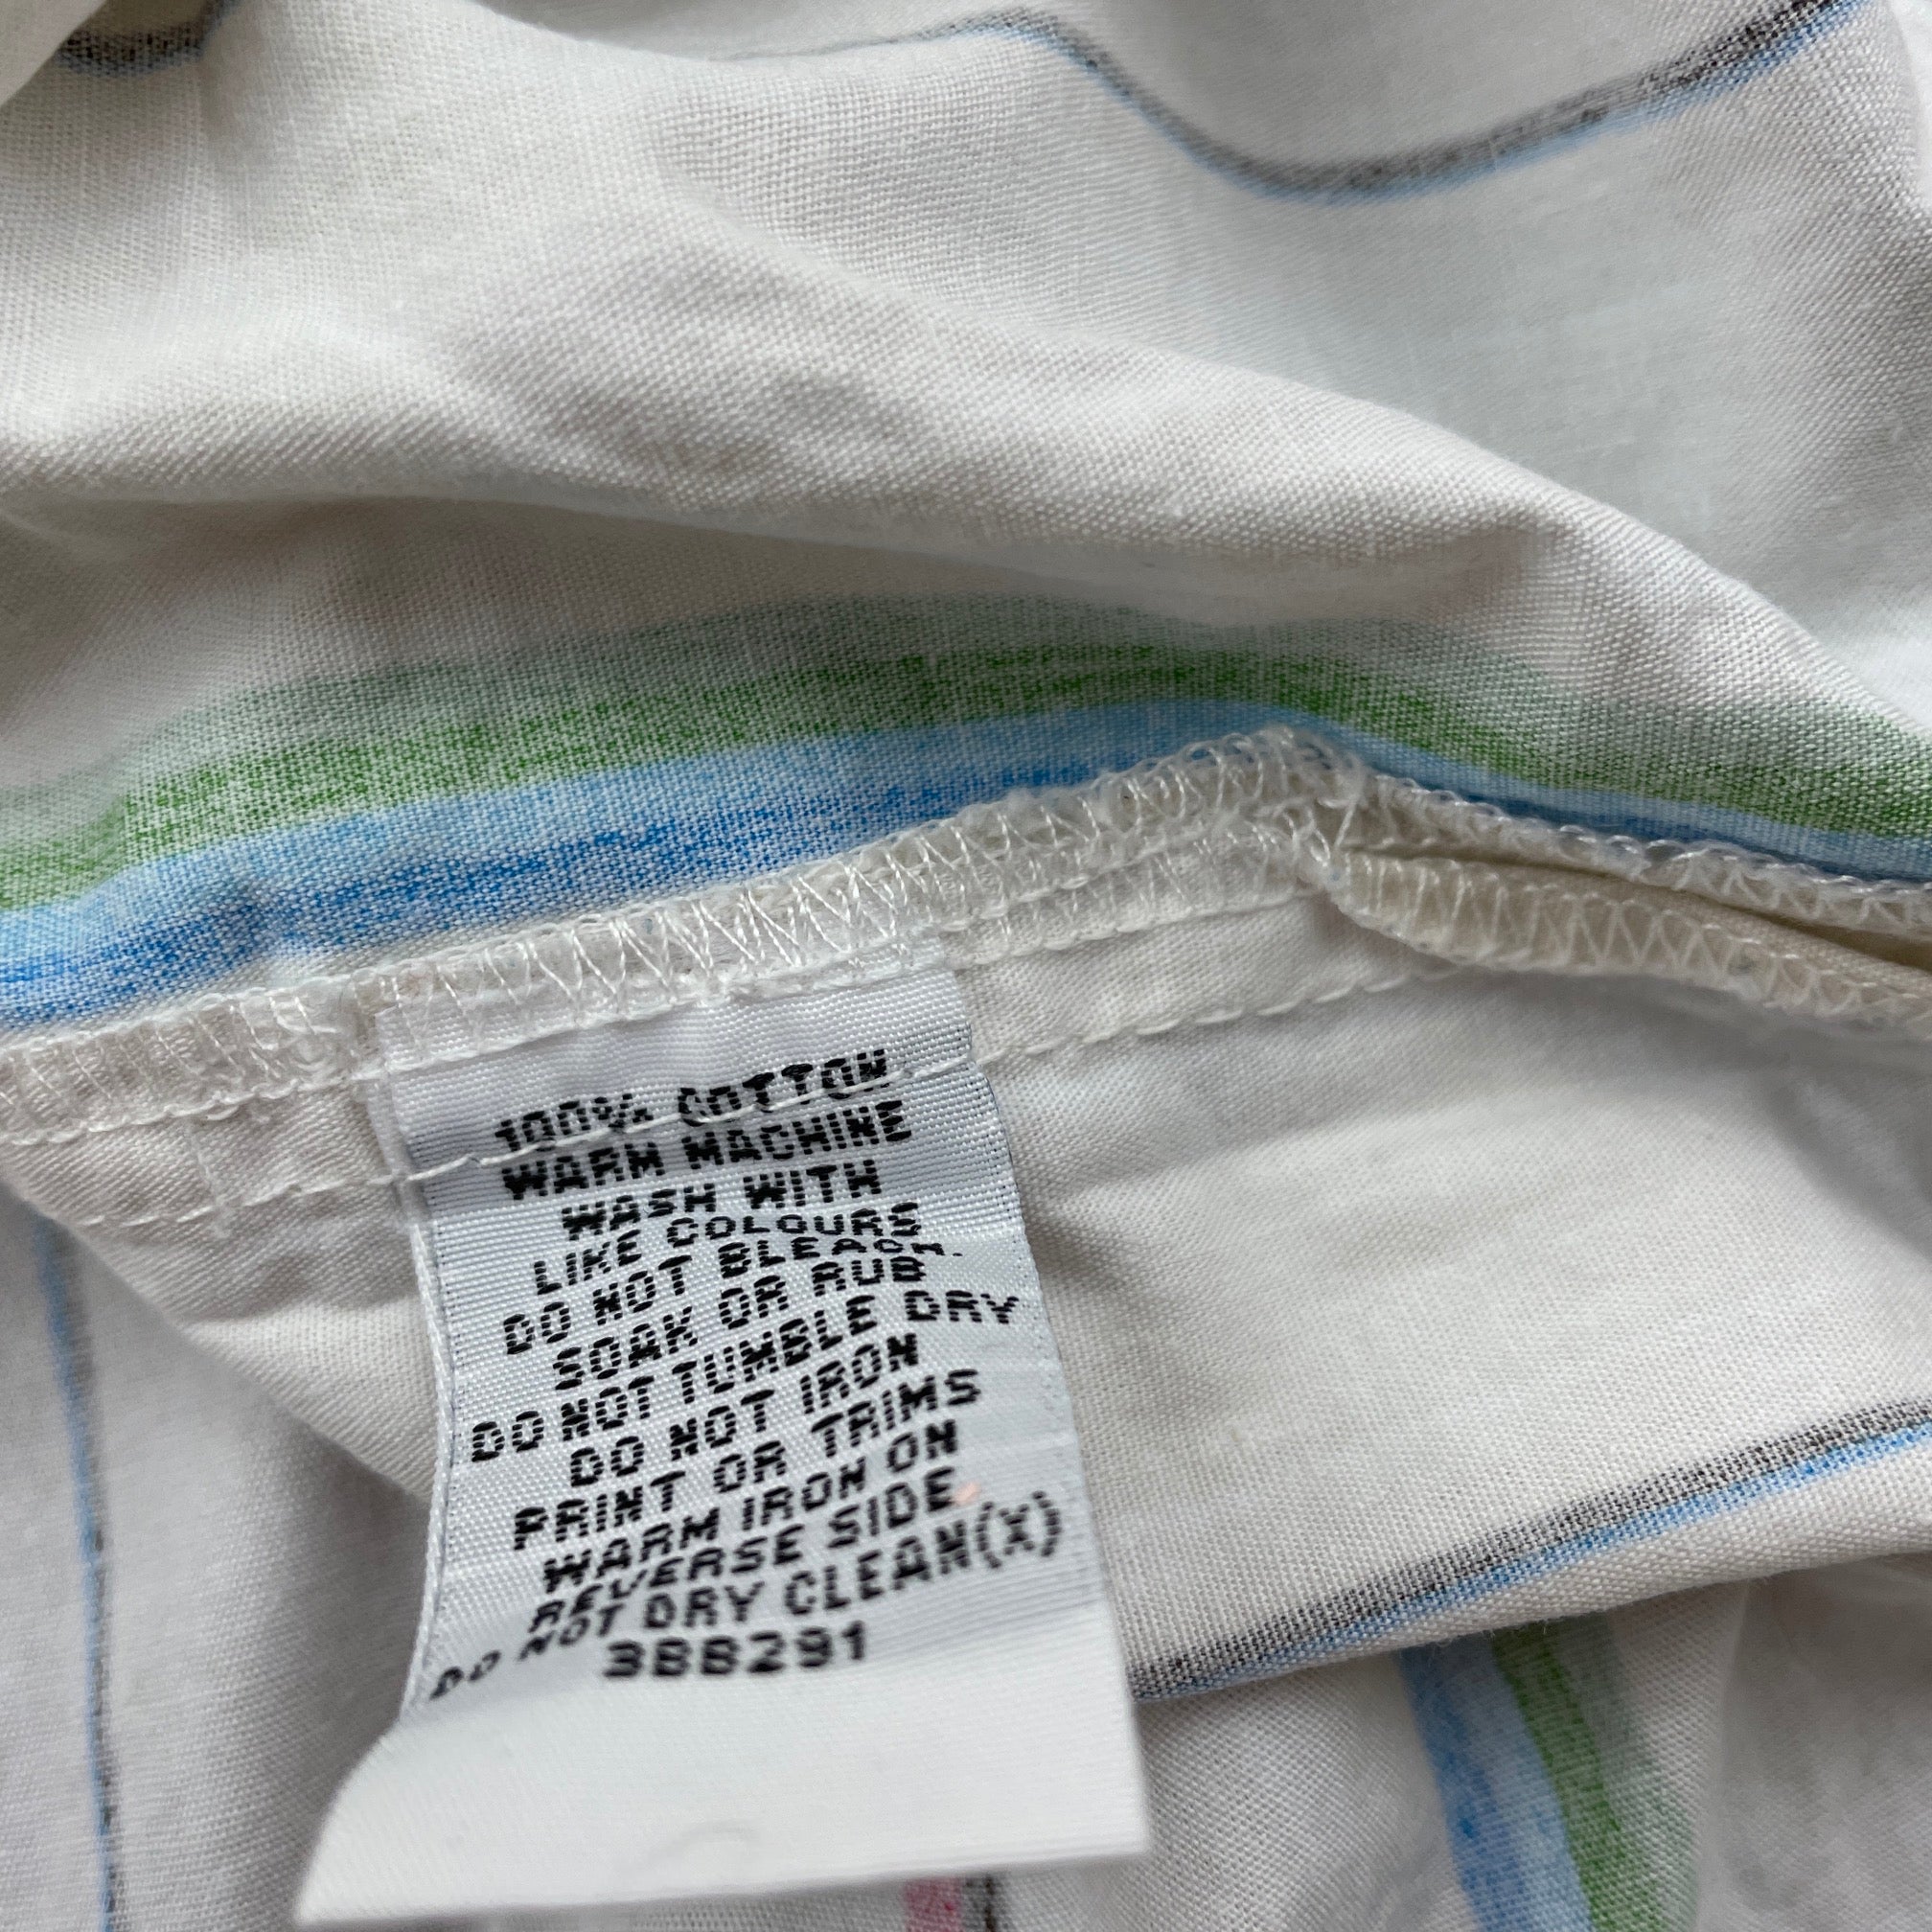 100% COTTON
WARM MACHINE
WASH WITH
LIKE COLOURS
DO NOT BLEACH.
SOAK OR RUB
DO NOT TUMBLE DRY
DO NOT IRON
PRINT OR TRIMS
WARM IRON ON
REVERSE SIDE.
DO NOT DRY CLEAN(X)
388291